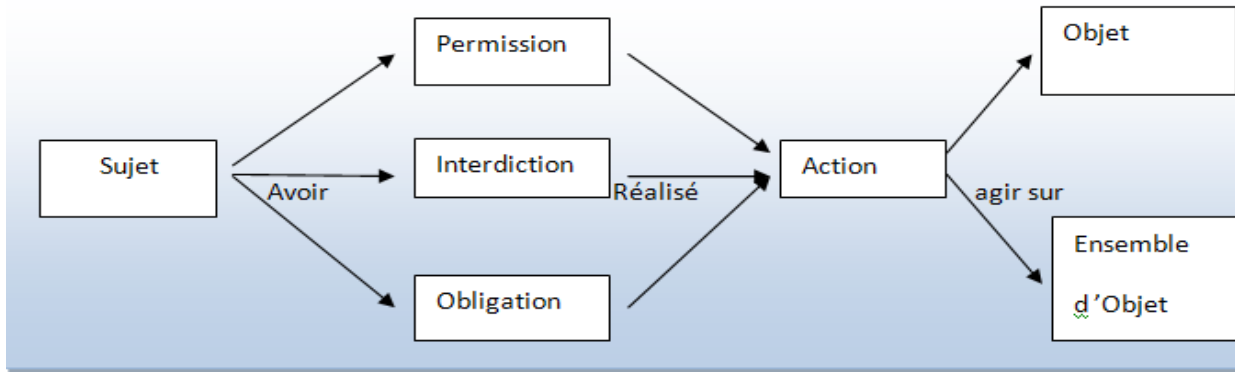 Sujet
Avoir
Permission
Interdiction
Obligation
Réalisé
Action
agir sur
Objet
Ensemble
d ’Objet